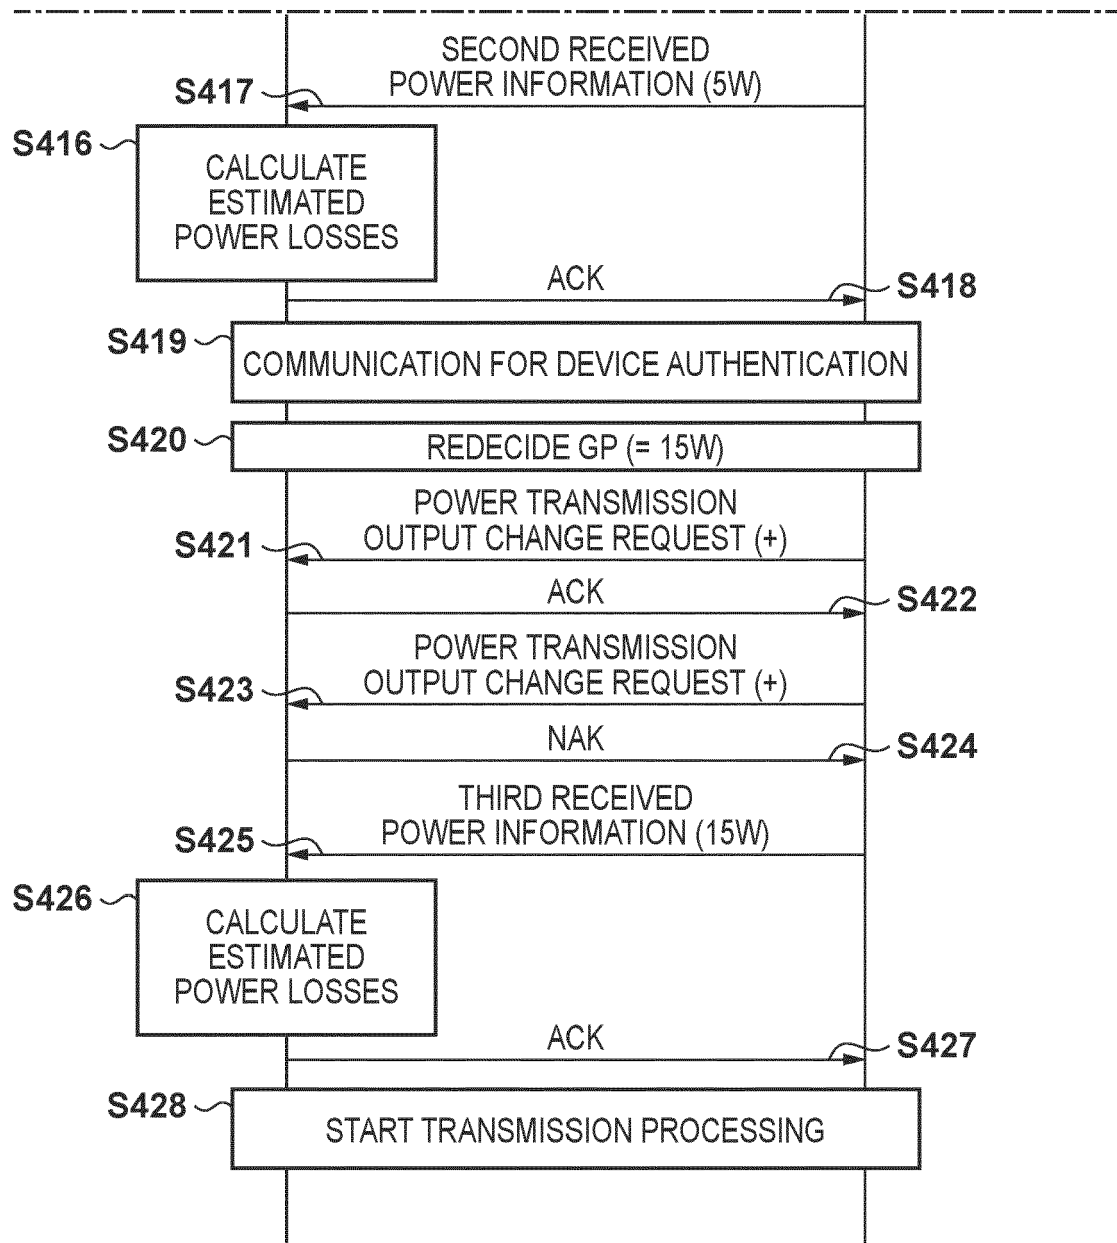 SECOND RECEIVED
POWER INFORMATION (5W)
S417
S416
CALCULATE
ESTIMATED
POWER LOSSES
ACK
S418
S419
COMMUNICATION FOR DEVICE AUTHENTICATION
S420
REDECIDE GP (= 15W)
POWER TRANSMISSION
OUTPUT CHANGE REQUEST (+)
S421
ACK
S422
POWER TRANSMISSION
OUTPUT CHANGE REQUEST (+)
S423
NAK
S424
THIRD RECEIVED
POWER INFORMATION (15W)
S425
S426
CALCULATE
ESTIMATED
POWER LOSSES
ACK
S427
S428
START TRANSMISSION PROCESSING